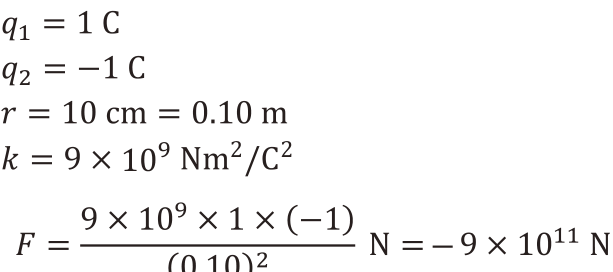 q₁ = 1 C
q₂ = −1 C
r = 10 cm = 0.10 m
k = 9 × 10⁹ Nm²/C²
F = 9 × 10⁹ × 1 × (−1) / (0.10)² N = − 9 × 10¹¹ N